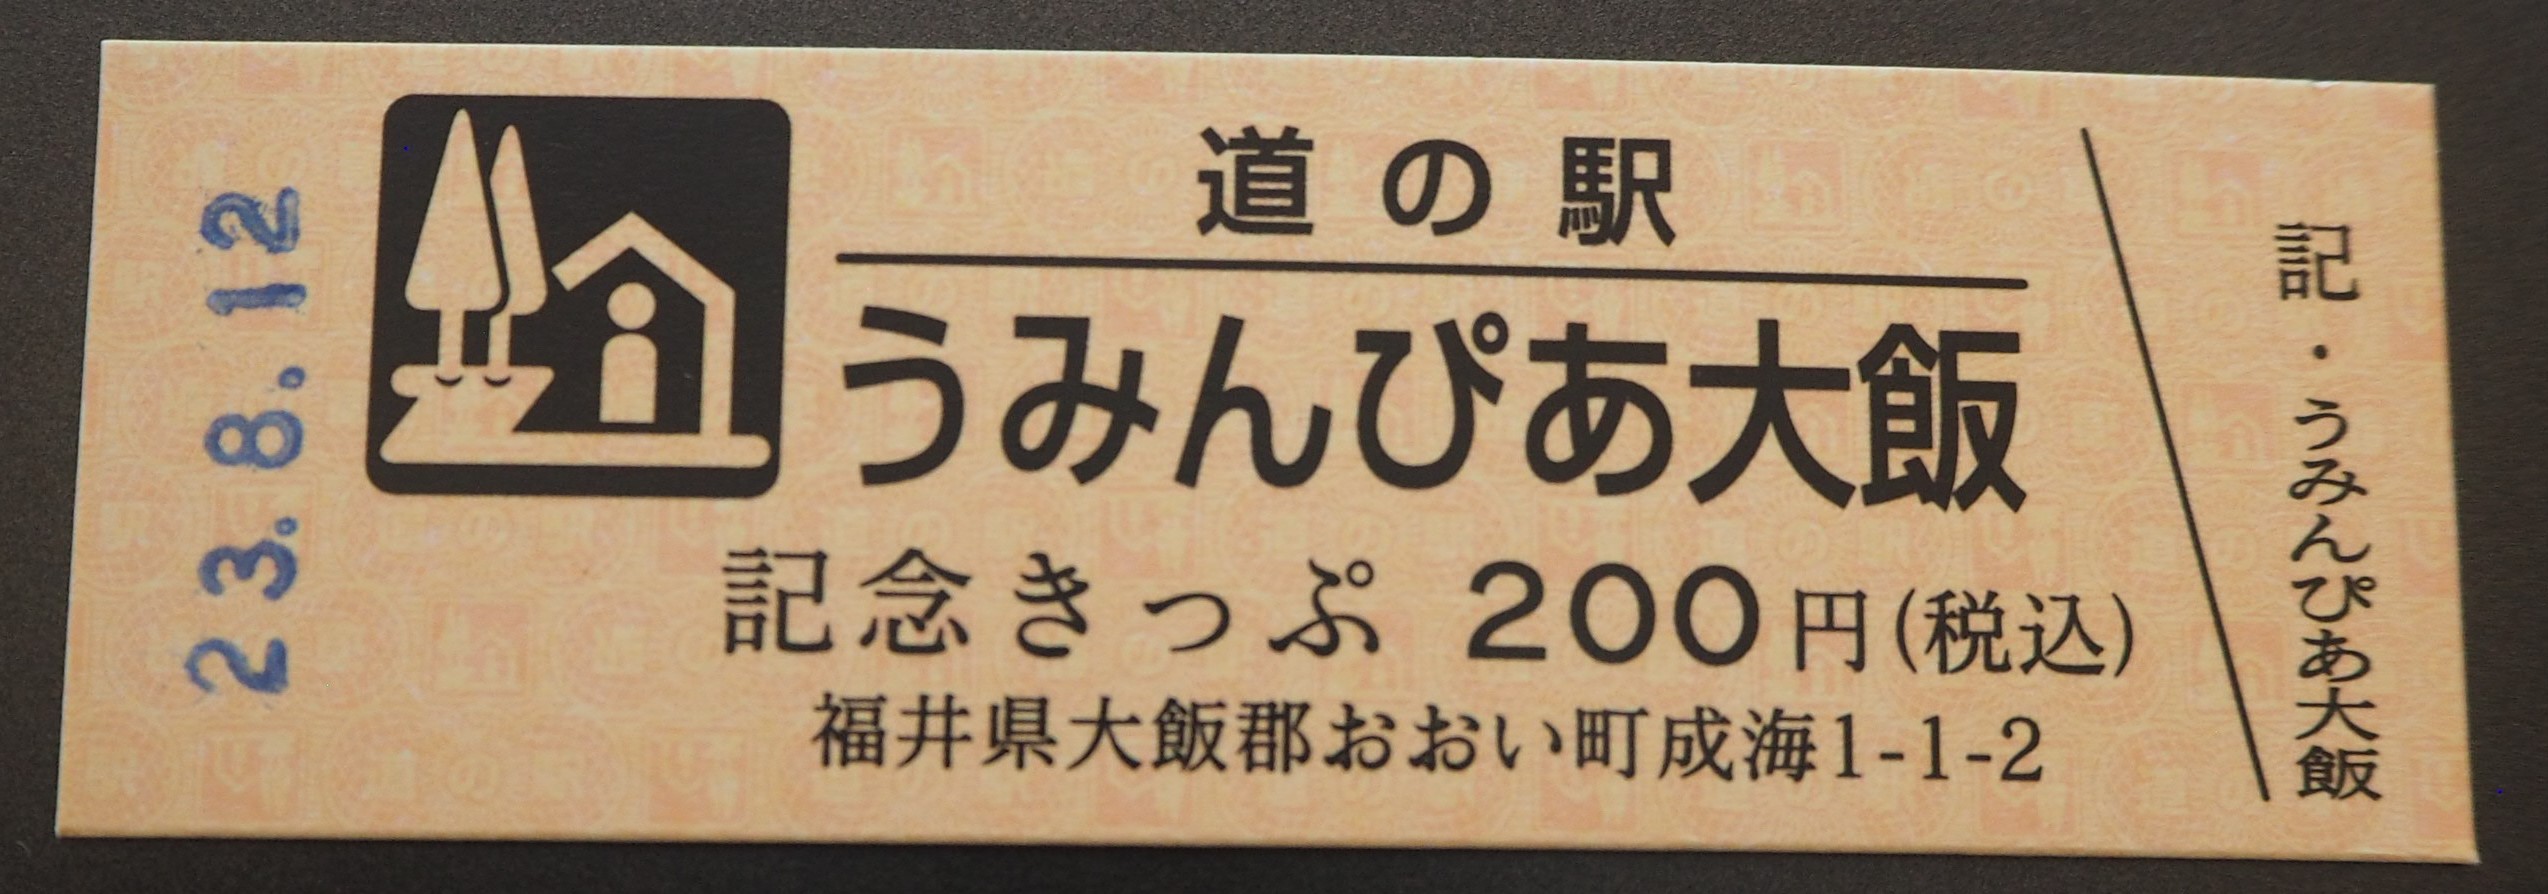 23.8.12
道の駅
うみんぴあ大飯
記念きっぷ 200円(税込)
福井県大飯郡おおい町成海1-1-2
記・うみんぴあ大飯